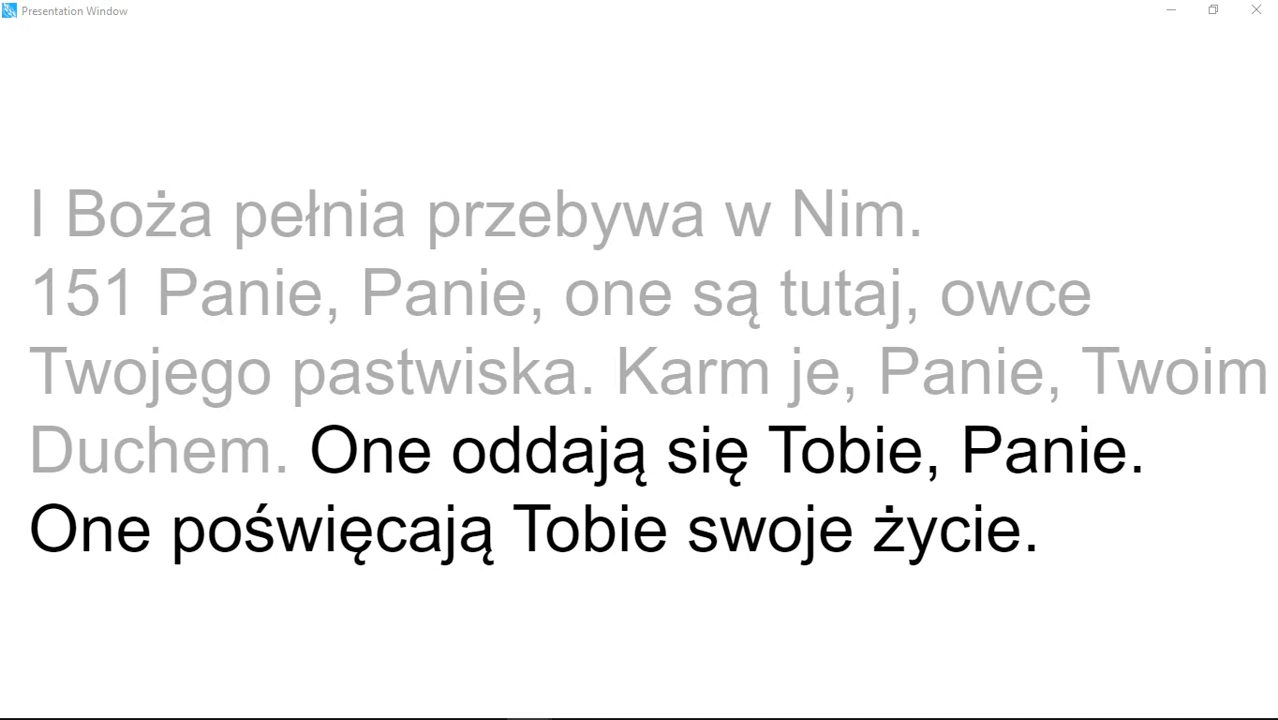 Presentation Window
I Boża pełnia przebywa w Nim.
151 Panie, Panie, one są tutaj, owce
Twojego pastwiska. Karm je, Panie, Twoim
Duchem. One oddają się Tobie, Panie.
One poświęcają Tobie swoje życie.